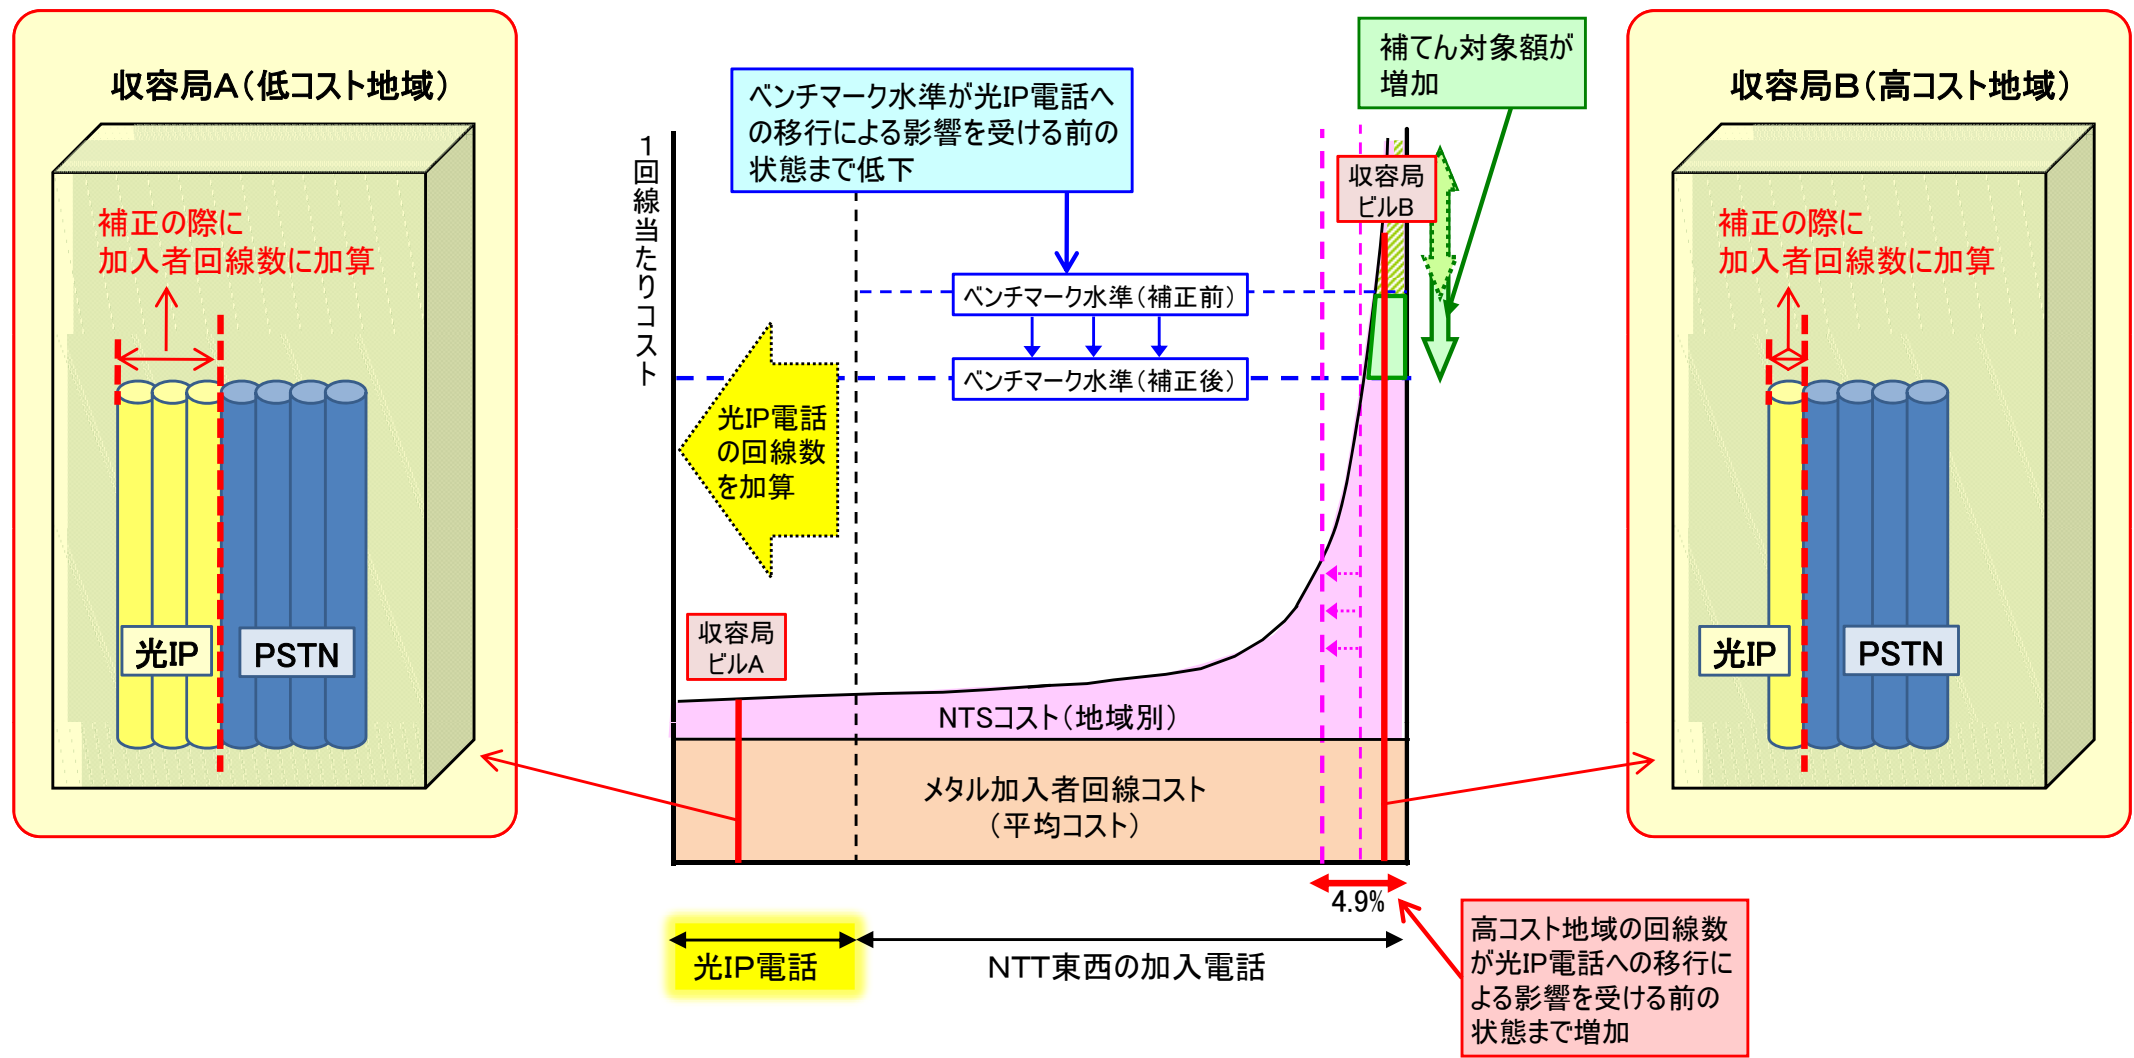 収容局A（低コスト地域）
補正の際に
加入者回線数に加算
光IP
PSTN
1回線当たりコスト
ベンチマーク水準が光IP電話へ
の移行による影響を受ける前の
状態まで低下
補てん対象額が
増加
収容局
ビルB
ベンチマーク水準（補正前）
ベンチマーク水準（補正後）
光IP電話
の回線数
を加算
収容局
ビルA
NTSコスト（地域別）
メタル加入者回線コスト
（平均コスト）
4.9%
光IP電話
NTT東西の加入電話
高コスト地域の回線数
が光IP電話への移行に
よる影響を受ける前の
状態まで増加
収容局B（高コスト地域）
補正の際に
加入者回線数に加算
光IP
PSTN